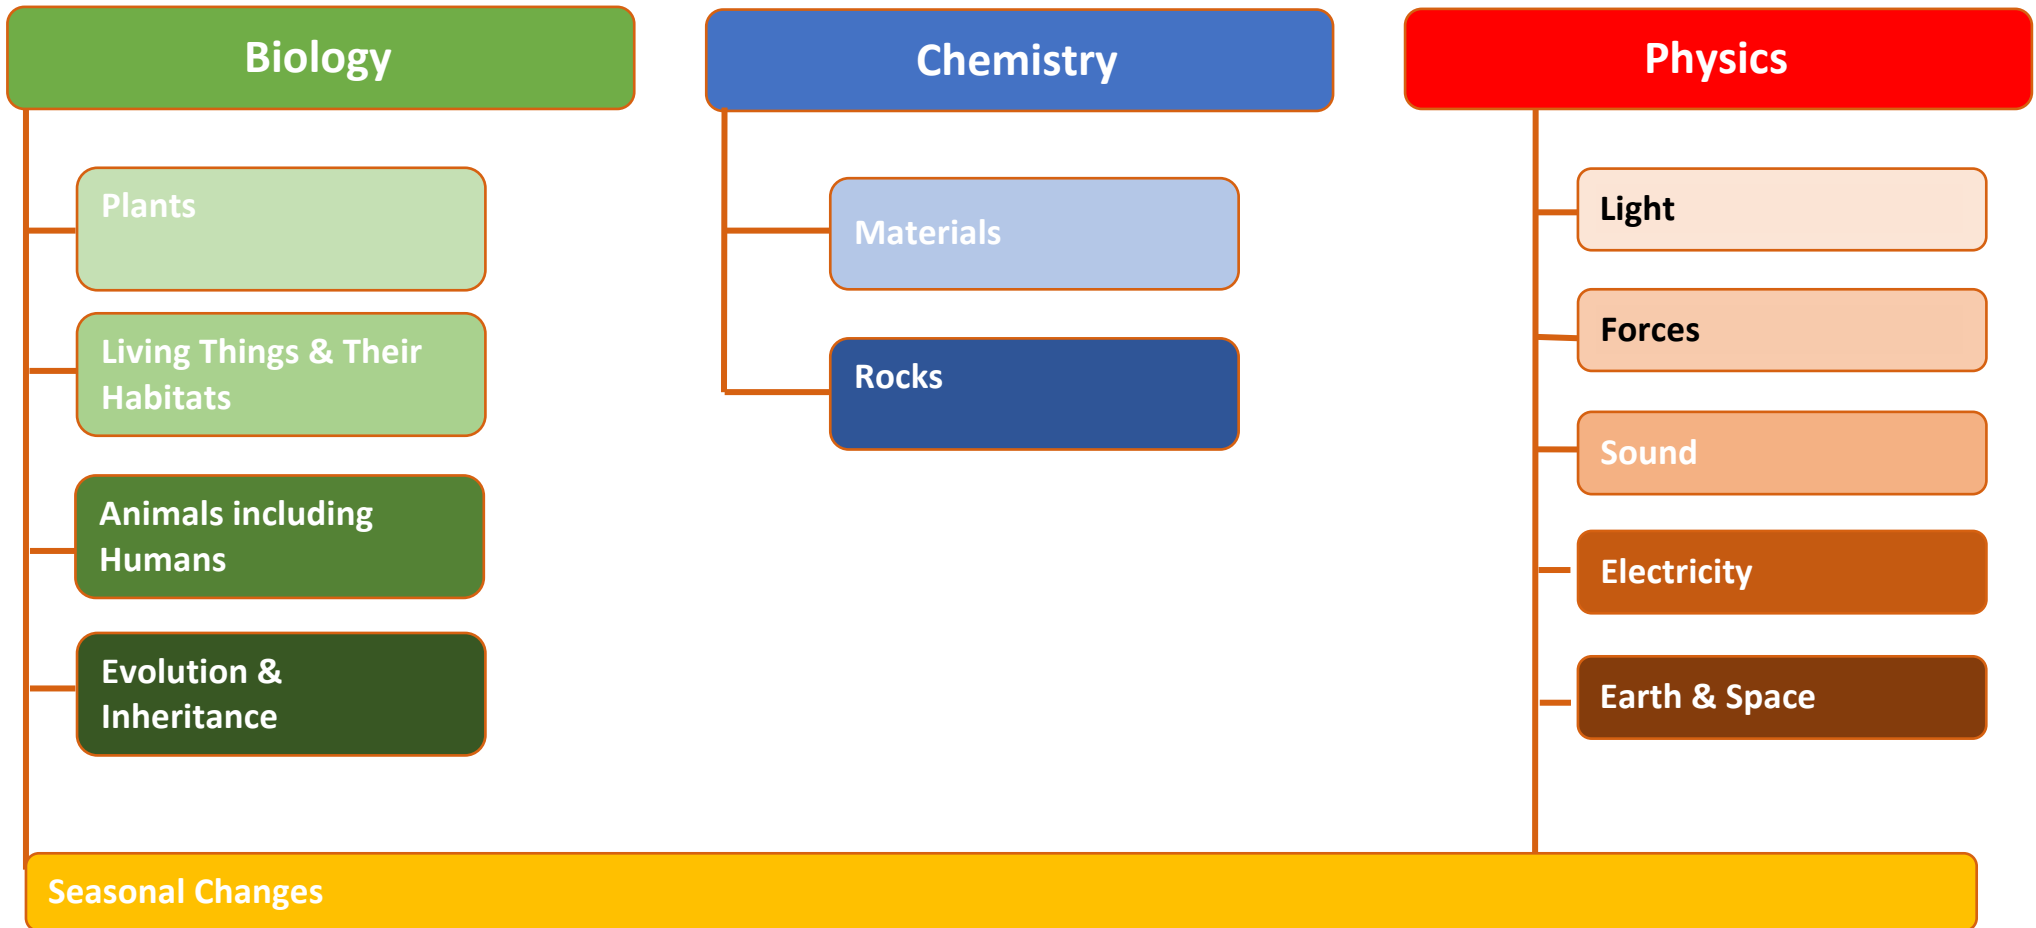 Biology
Plants
Living Things & Their
Habitats
Animals including
Humans
Evolution &
Inheritance
Chemistry
Materials
Rocks
Physics
Light
Forces
Sound
Electricity
Earth & Space
Seasonal Changes